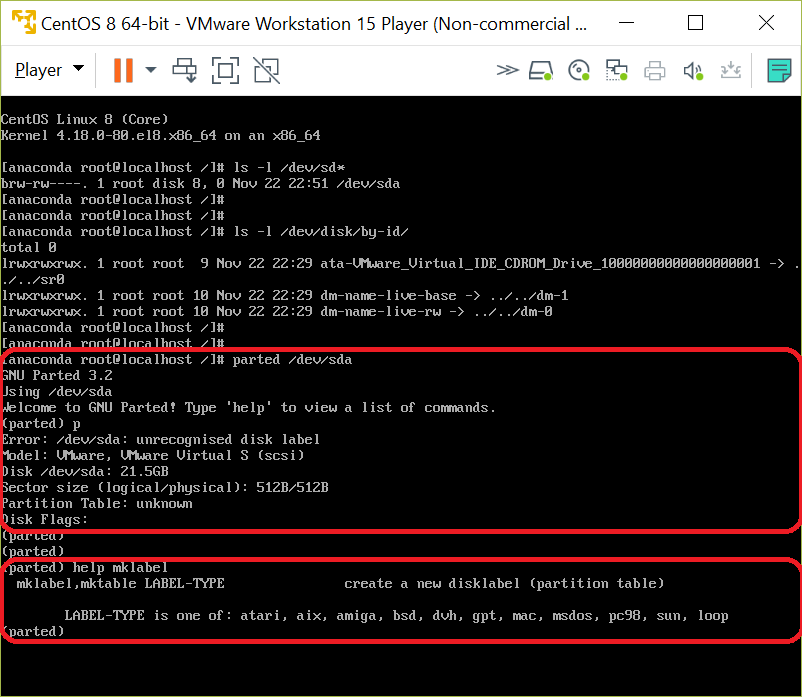 CentOS 8 64-bit - VMware Workstation 15 Player (Non-commercial ...
Player
CentOS Linux 8 (Core)
Kernel 4.18.0-80.el8.x86_64 on an x86_64
[anaconda root@localhost /]# ls -l /dev/sd*
brw-rw----. 1 root disk 8, 0 Nov 22 22:51 /dev/sda
[anaconda root@localhost /]#
[anaconda root@localhost /]#
[anaconda root@localhost /]# ls -l /dev/disk/by-id/
total 0
lrwxrwxrwx. 1 root root  9 Nov 22 22:29 ata-VMware_Virtual_IDE_CDROM_Drive_10000000000000000001 -> .
./../sr0
lrwxrwxrwx. 1 root root 10 Nov 22 22:29 dm-name-live-base -> ../../dm-1
lrwxrwxrwx. 1 root root 10 Nov 22 22:29 dm-name-live-rw -> ../../dm-0
[anaconda root@localhost /]#
[anaconda root@localhost /]#
[anaconda root@localhost /]# parted /dev/sda
GNU Parted 3.2
Using /dev/sda
Welcome to GNU Parted! Type 'help' to view a list of commands.
(parted) p
Error: /dev/sda: unrecognised disk label
Model: VMware, VMware Virtual S (scsi)
Disk /dev/sda: 21.5GB
Sector size (logical/physical): 512B/512B
Partition Table: unknown
Disk Flags:
(parted)
(parted)
(parted) help mklabel
  mklabel,mktable LABEL-TYPE               create a new disklabel (partition table)
        LABEL-TYPE is one of: atari, aix, amiga, bsd, dvh, gpt, mac, msdos, pc98, sun, loop
(parted)